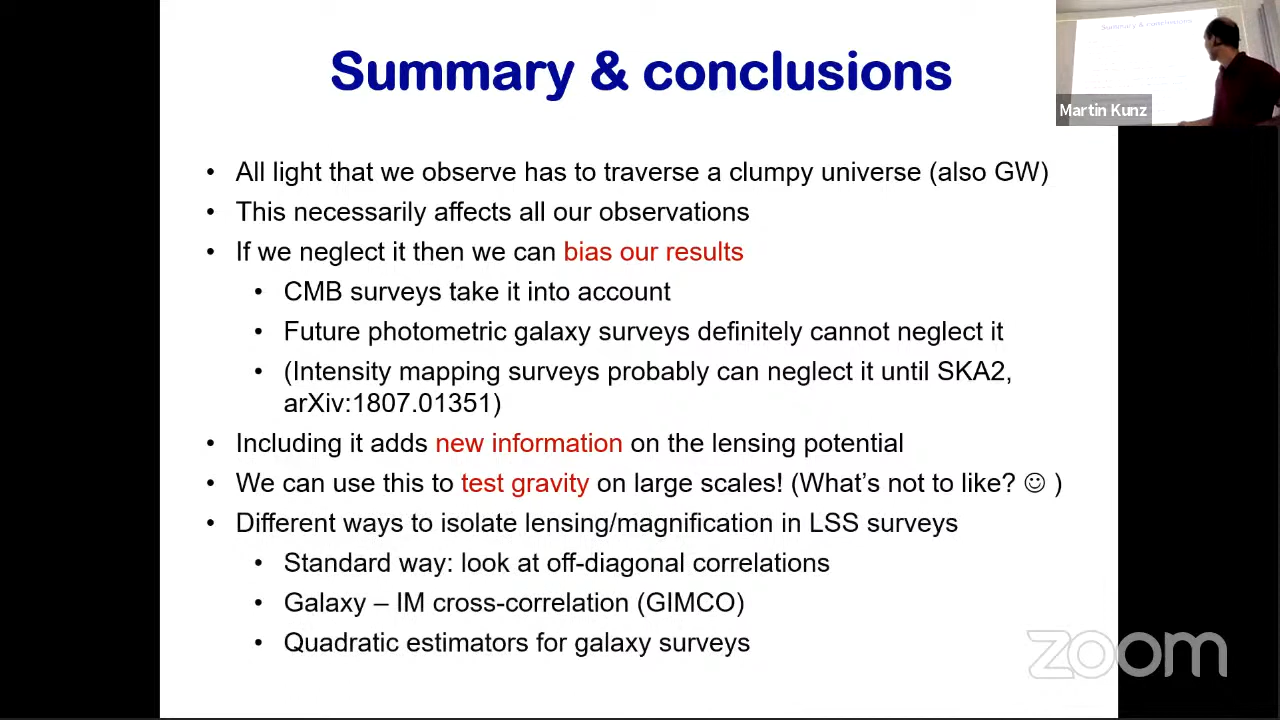 Summary & conclusions
Summary & conclusions
Martin Kunz
• All light that we observe has to traverse a clumpy universe (also GW)
• This necessarily affects all our observations
• If we neglect it then we can bias our results
• CMB surveys take it into account
• Future photometric galaxy surveys definitely cannot neglect it
• (Intensity mapping surveys probably can neglect it until SKA2,
arXiv:1807.01351)
• Including it adds new information on the lensing potential
• We can use this to test gravity on large scales! (What's not to like? ☺ )
• Different ways to isolate lensing/magnification in LSS surveys
• Standard way: look at off-diagonal correlations
• Galaxy – IM cross-correlation (GIMCO)
• Quadratic estimators for galaxy surveys
zoom